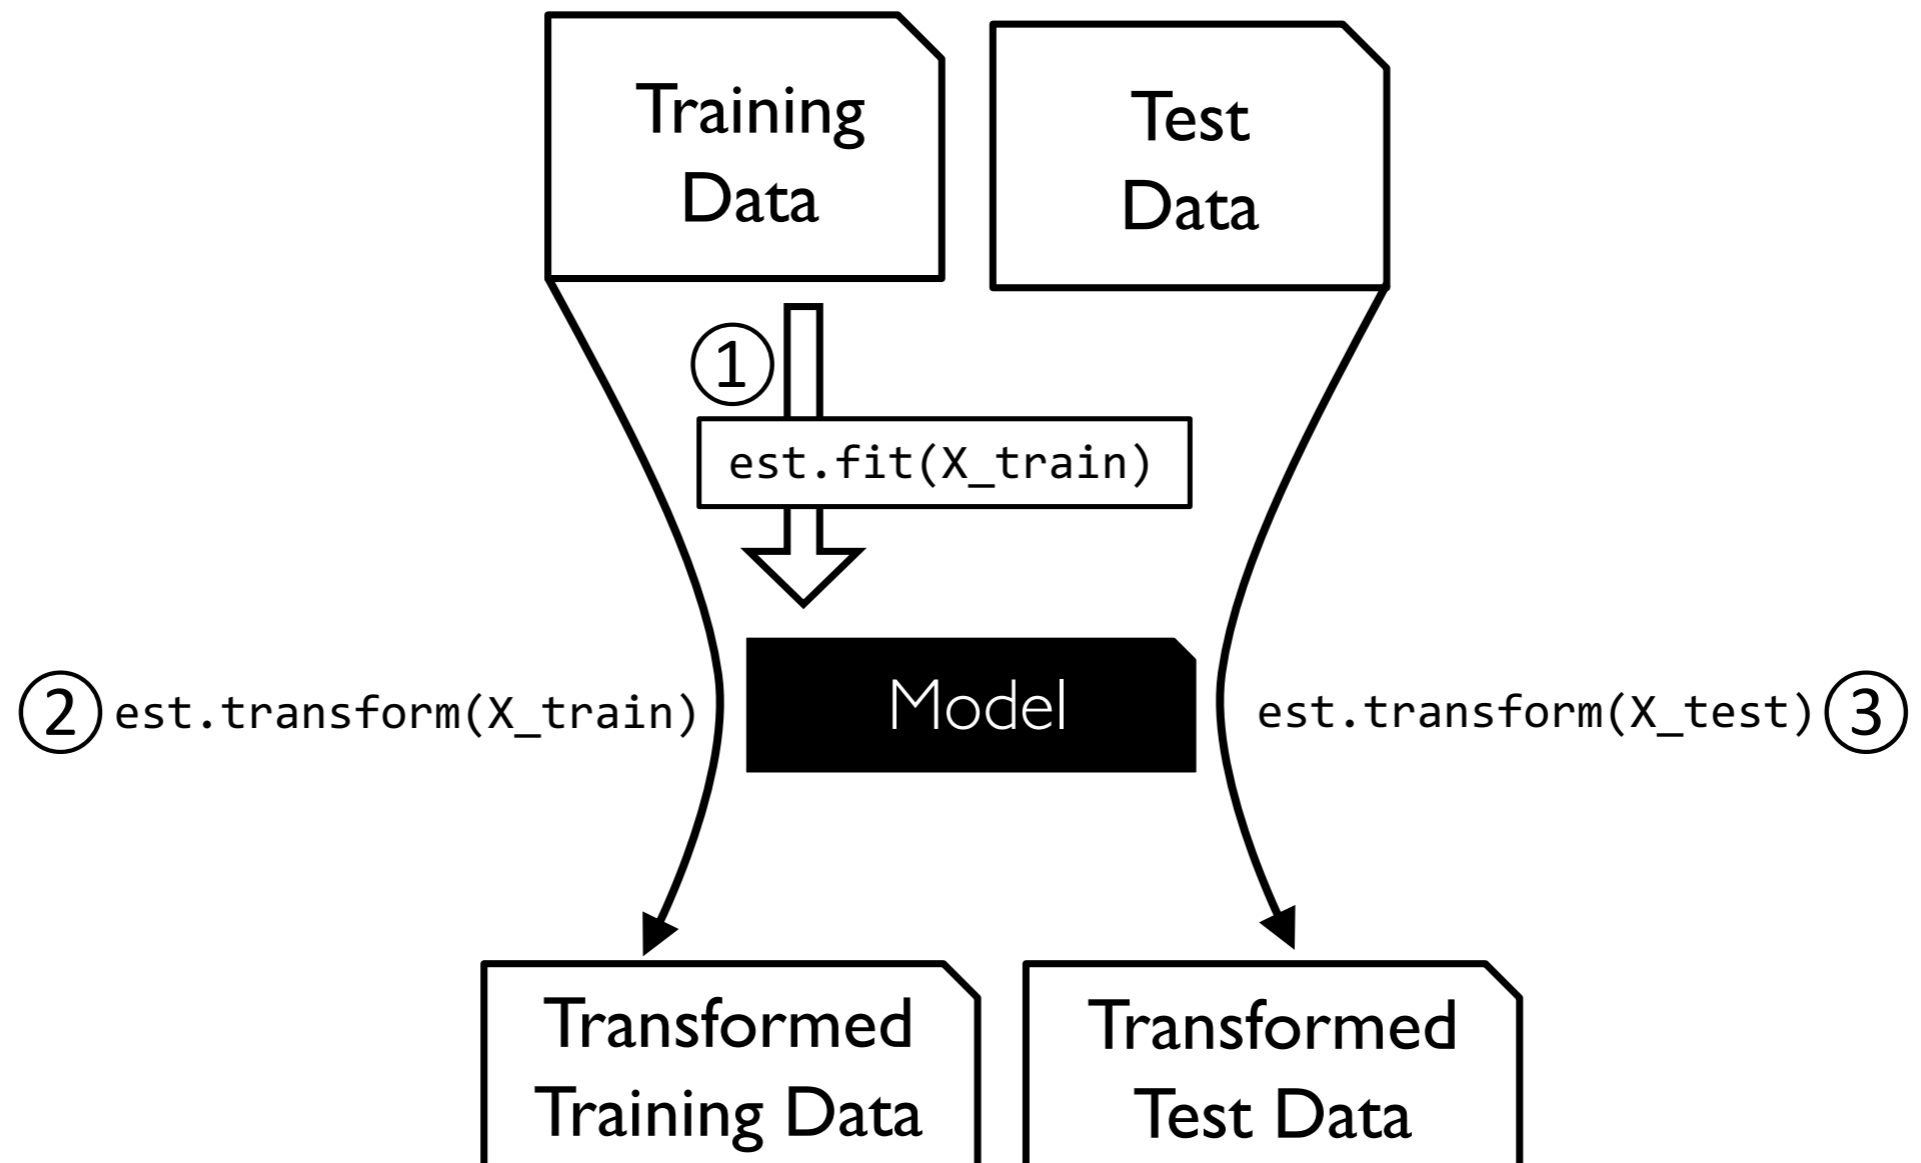 Training
Data
Test
Data
①
est.fit(X_train)
② est.transform(X_train)
Model
est.transform(X_test) ③
Transformed
Training Data
Transformed
Test Data